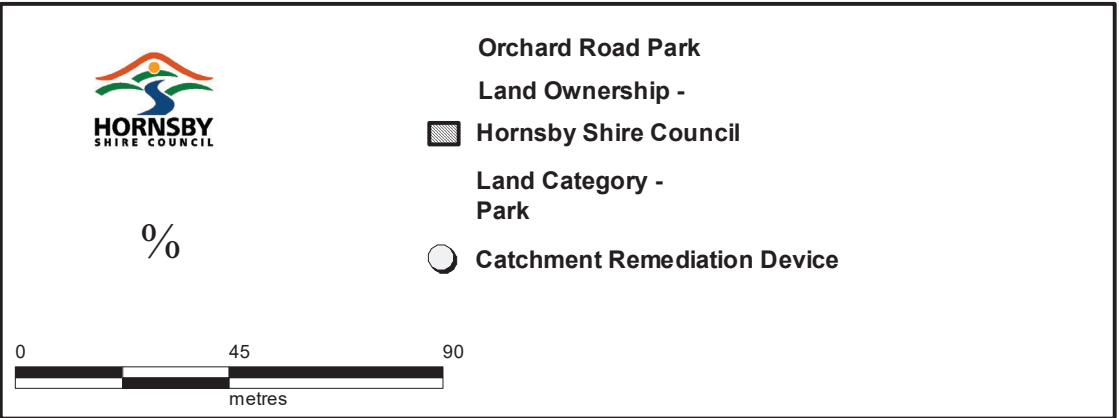 HORNSBY
SHIRE COUNCIL
%
0 45 90
metres
Orchard Road Park
Land Ownership -
Hornsby Shire Council
Land Category -
Park
Catchment Remediation Device